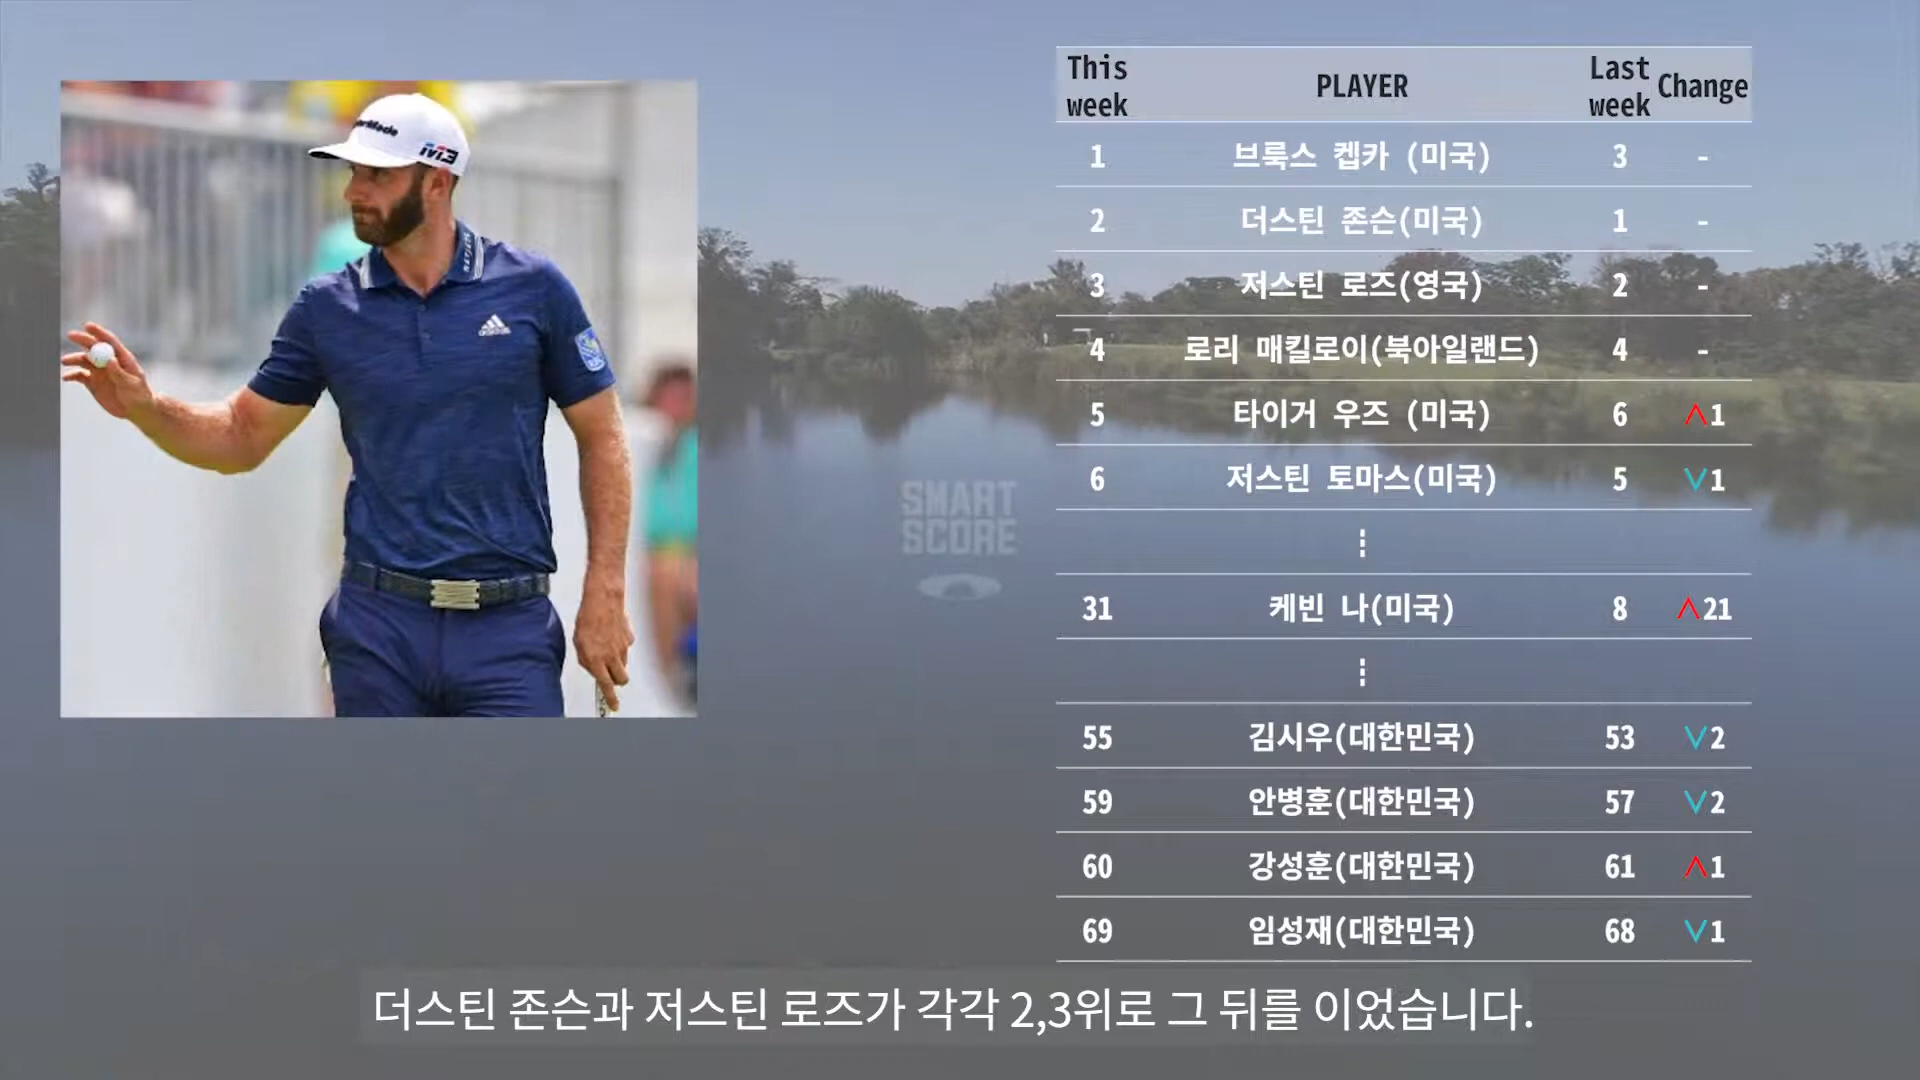 This week PLAYER Last week Change
1 브룩스 켑카 (미국) 3 -
2 더스틴 존슨(미국) 1 -
3 저스틴 로즈(영국) 2 -
4 로리 매킬로이(북아일랜드) 4 -
5 타이거 우즈 (미국) 6 ∧1
6 저스틴 토마스(미국) 5 ∨1
⋮
31 케빈 나(미국) 8 ∧21
⋮
55 김시우(대한민국) 53 ∨2
59 안병훈(대한민국) 57 ∨2
60 강성훈(대한민국) 61 ∧1
69 임성재(대한민국) 68 ∨1
SMART
SCORE
M3
adidas
더스틴 존슨과 저스틴 로즈가 각각 2,3위로 그 뒤를 이었습니다.